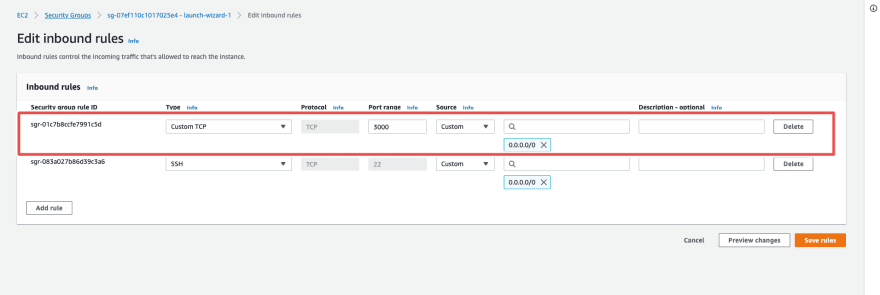 EC2 > Security Groups > sg-07ef110c1017025e4 - launch-wizard-1 > Edit inbound rules
Edit inbound rules Info
Inbound rules control the incoming traffic that's allowed to reach the instance.
Inbound rules Info
Security group rule ID Type Info Protocol Info Port range Info Source Info Description - optional Info
sgr-01c7b8ccfe7991c5d Custom TCP TCP 3000 Custom Delete
0.0.0.0/0
sgr-083a027b86d39c3a6 SSH TCP 22 Custom Delete
0.0.0.0/0
Add rule
Cancel Preview changes Save rules